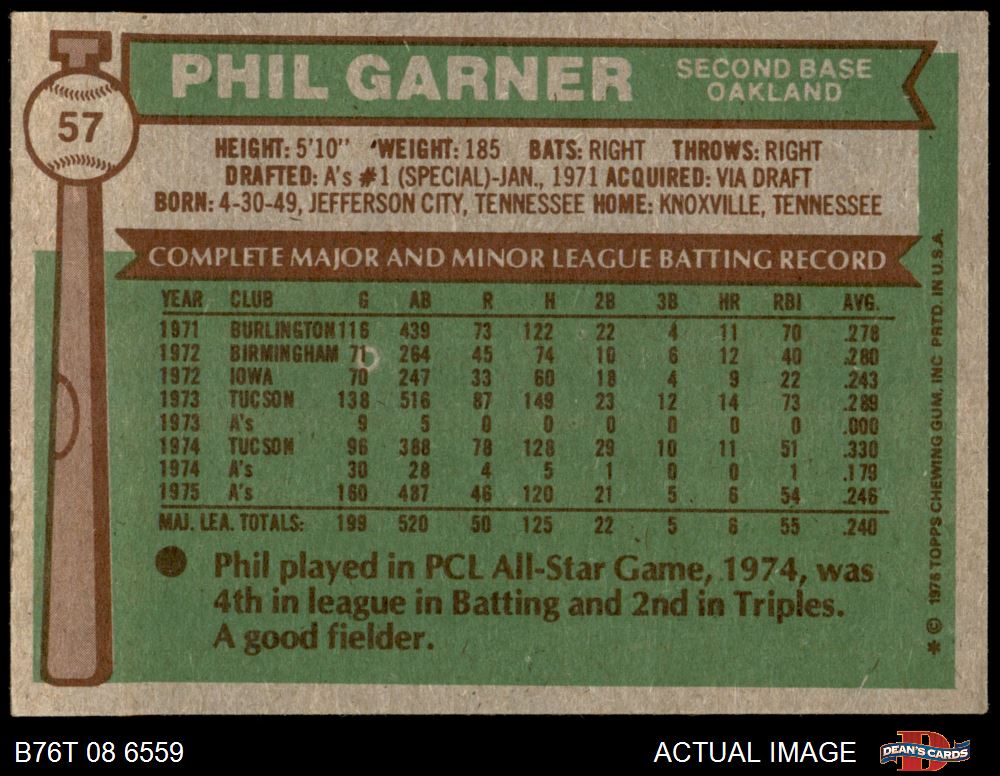 57
PHIL GARNER
SECOND BASE
OAKLAND
HEIGHT: 5'10" WEIGHT: 185 BATS: RIGHT THROWS: RIGHT
DRAFTED: A's #1 (SPECIAL)-JAN., 1971 ACQUIRED: VIA DRAFT
BORN: 4-30-49, JEFFERSON CITY, TENNESSEE HOME: KNOXVILLE, TENNESSEE
COMPLETE MAJOR AND MINOR LEAGUE BATTING RECORD
YEAR CLUB G AB R H 2B 3B HR RBI AVG.
1971 BURLINGTON 116 439 73 122 22 4 11 70 .278
1972 BIRMINGHAM 71 264 45 74 10 6 12 40 .280
1972 IOWA 70 247 33 60 18 4 9 22 .243
1973 TUCSON 138 516 87 149 23 12 14 73 .289
1973 A's 9 5 0 0 0 0 0 0 .000
1974 TUCSON 96 388 78 128 29 10 11 51 .330
1974 A's 30 28 4 5 1 0 0 1 .179
1975 A's 160 487 46 120 21 5 6 54 .246
MAJ. LEA. TOTALS: 199 520 50 125 22 5 6 55 .240
Phil played in PCL All-Star Game, 1974, was
4th in league in Batting and 2nd in Triples.
A good fielder.
* © 1976 TOPPS CHEWING GUM, INC PRTD. IN U.S.A.
B76T 08 6559
ACTUAL IMAGE
DEAN'S CARDS